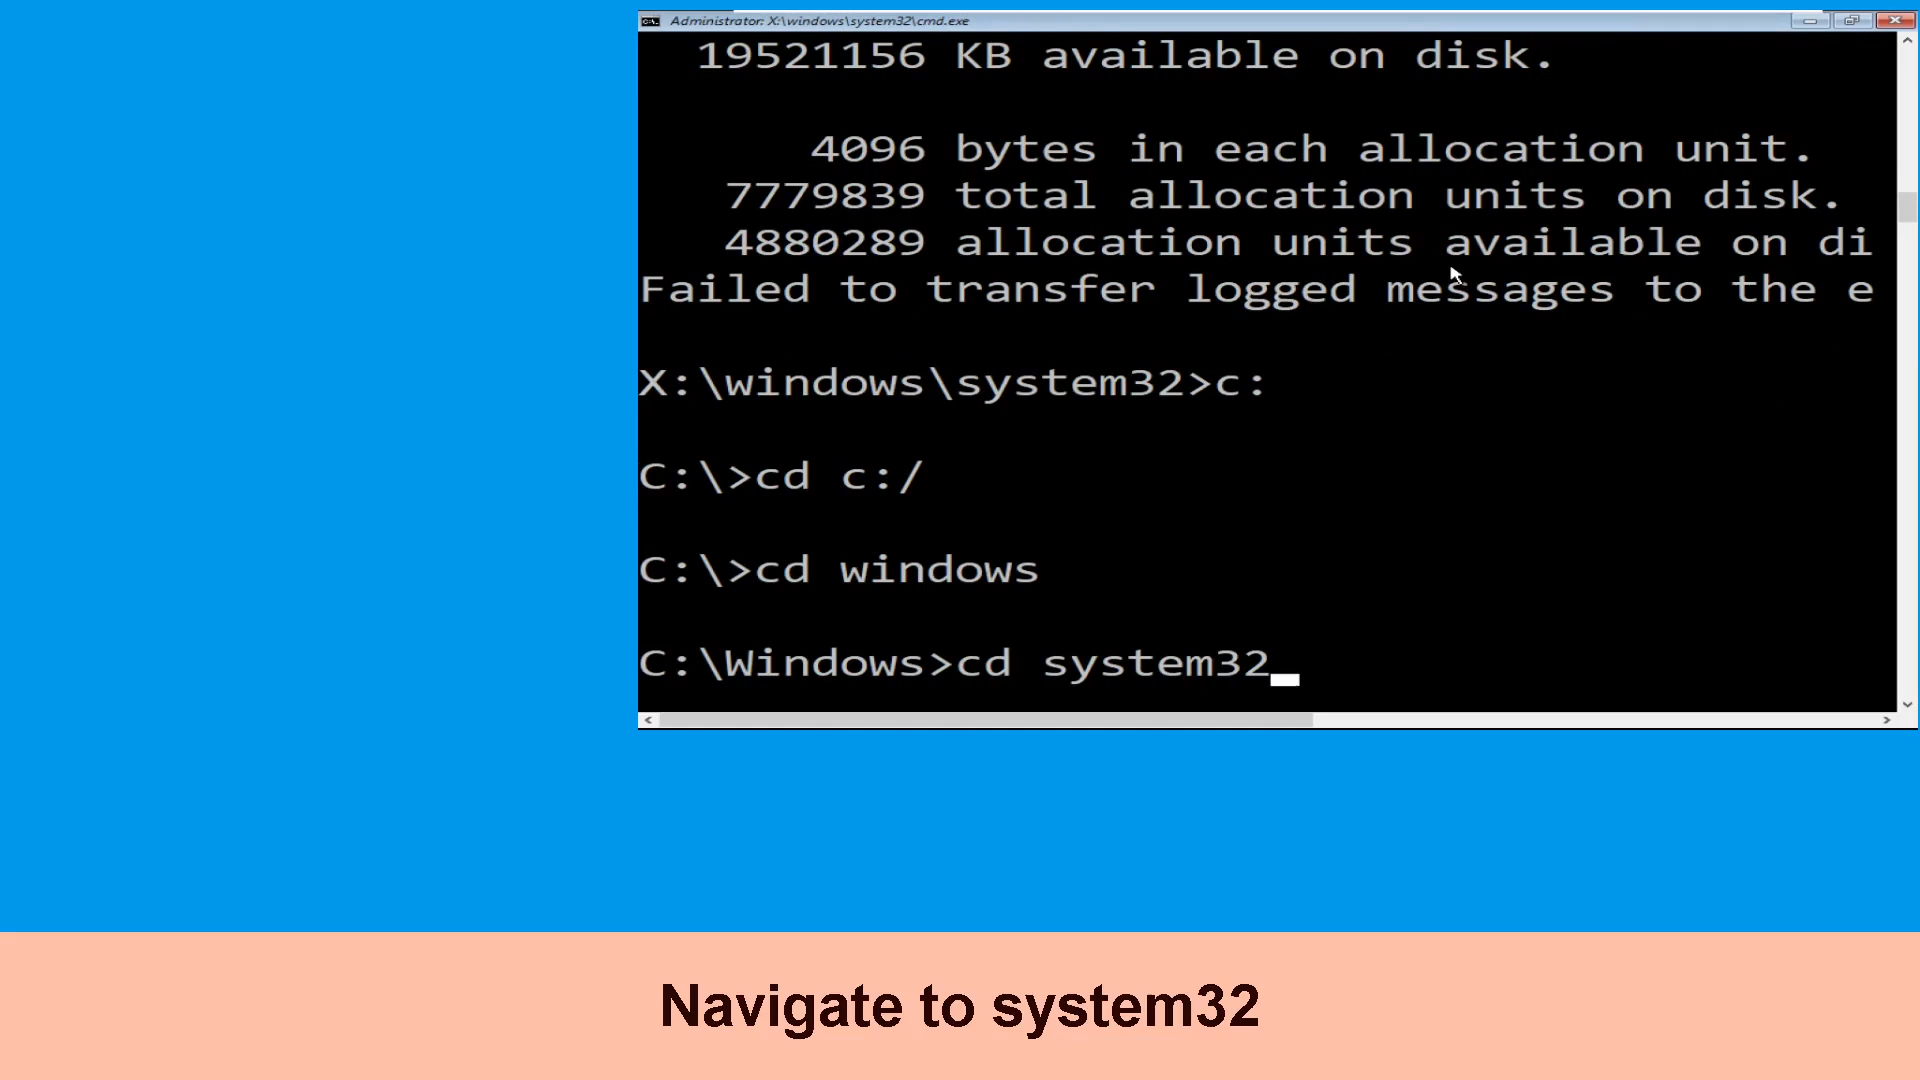 Administrator: X:\windows\system32\cmd.exe
19521156 KB available on disk.
4096 bytes in each allocation unit.
7779839 total allocation units on disk.
4880289 allocation units available on di
Failed to transfer logged messages to the e
X:\windows\system32>c:
C:\>cd c:/
C:\>cd windows
C:\Windows>cd system32
Navigate to system32